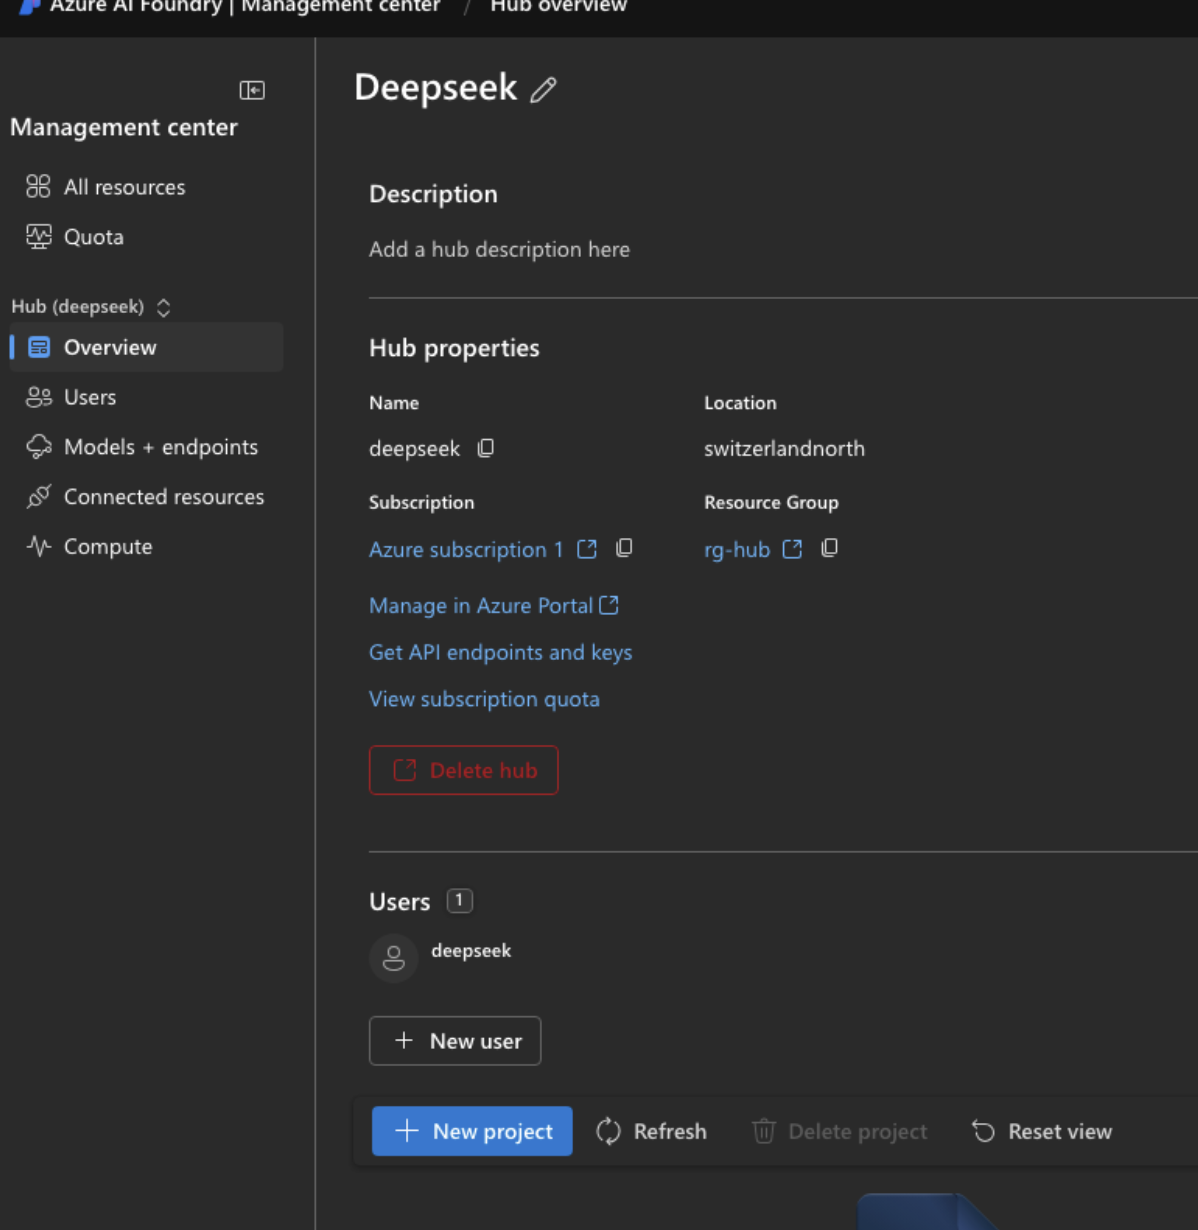 Azure AI Foundry | Management center / Hub overview
Management center
All resources
Quota
Hub (deepseek)
Overview
Users
Models + endpoints
Connected resources
Compute
Deepseek
Description
Add a hub description here
Hub properties
Name
Location
deepseek
switzerlandnorth
Subscription
Resource Group
Azure subscription 1
rg-hub
Manage in Azure Portal
Get API endpoints and keys
View subscription quota
Delete hub
Users 1
deepseek
+ New user
+ New project Refresh Delete project Reset view